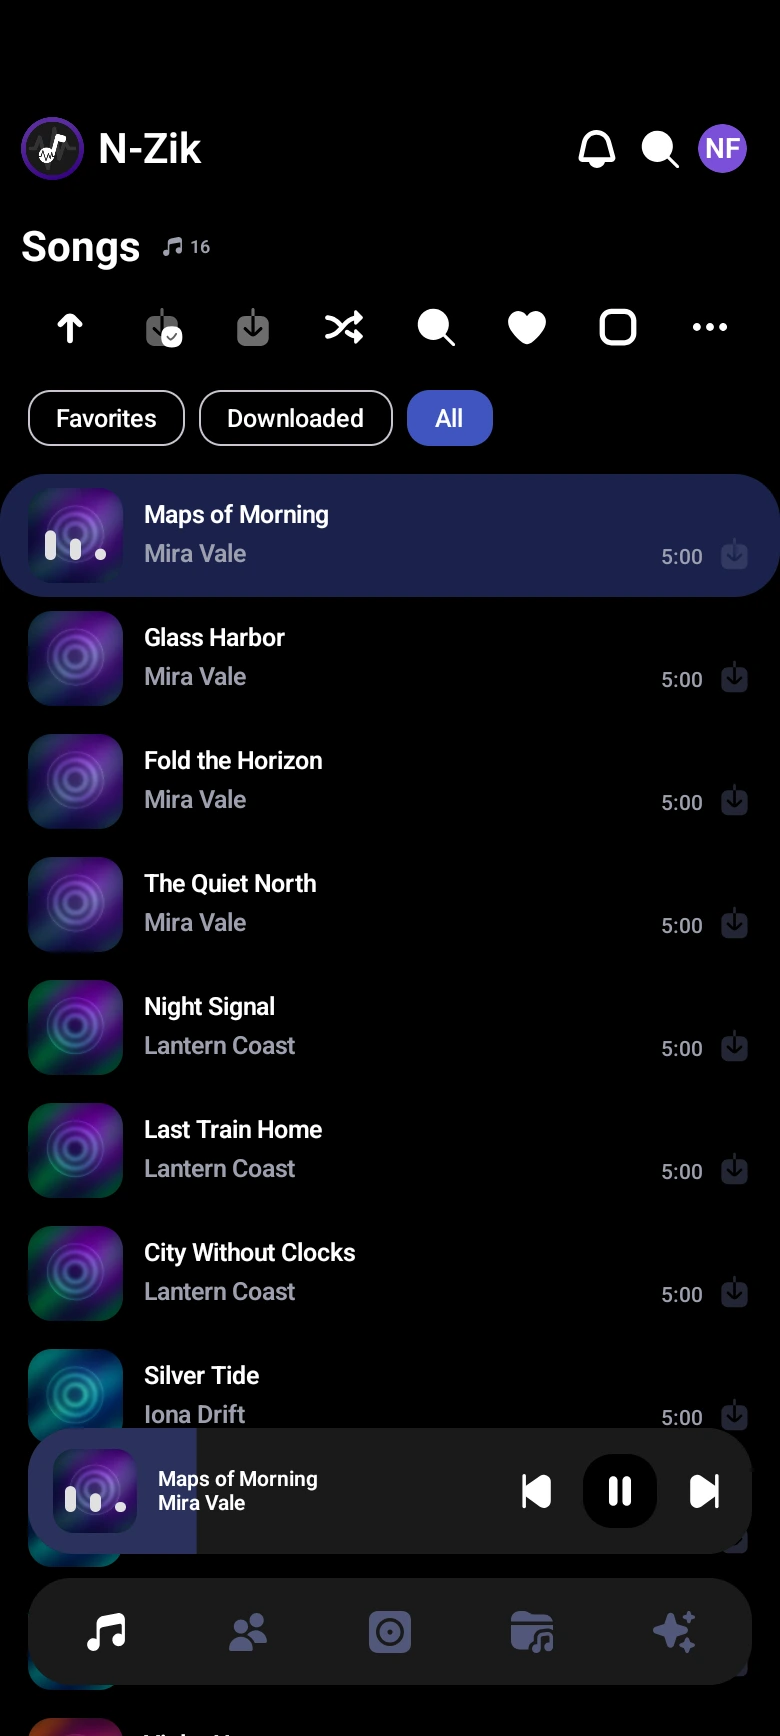 N-Zik
NF
Songs
16
Favorites
Downloaded
All
Maps of Morning
Mira Vale
5:00
Glass Harbor
Mira Vale
5:00
Fold the Horizon
Mira Vale
5:00
The Quiet North
Mira Vale
5:00
Night Signal
Lantern Coast
5:00
Last Train Home
Lantern Coast
5:00
City Without Clocks
Lantern Coast
5:00
Silver Tide
Iona Drift
5:00
Maps of Morning
Mira Vale